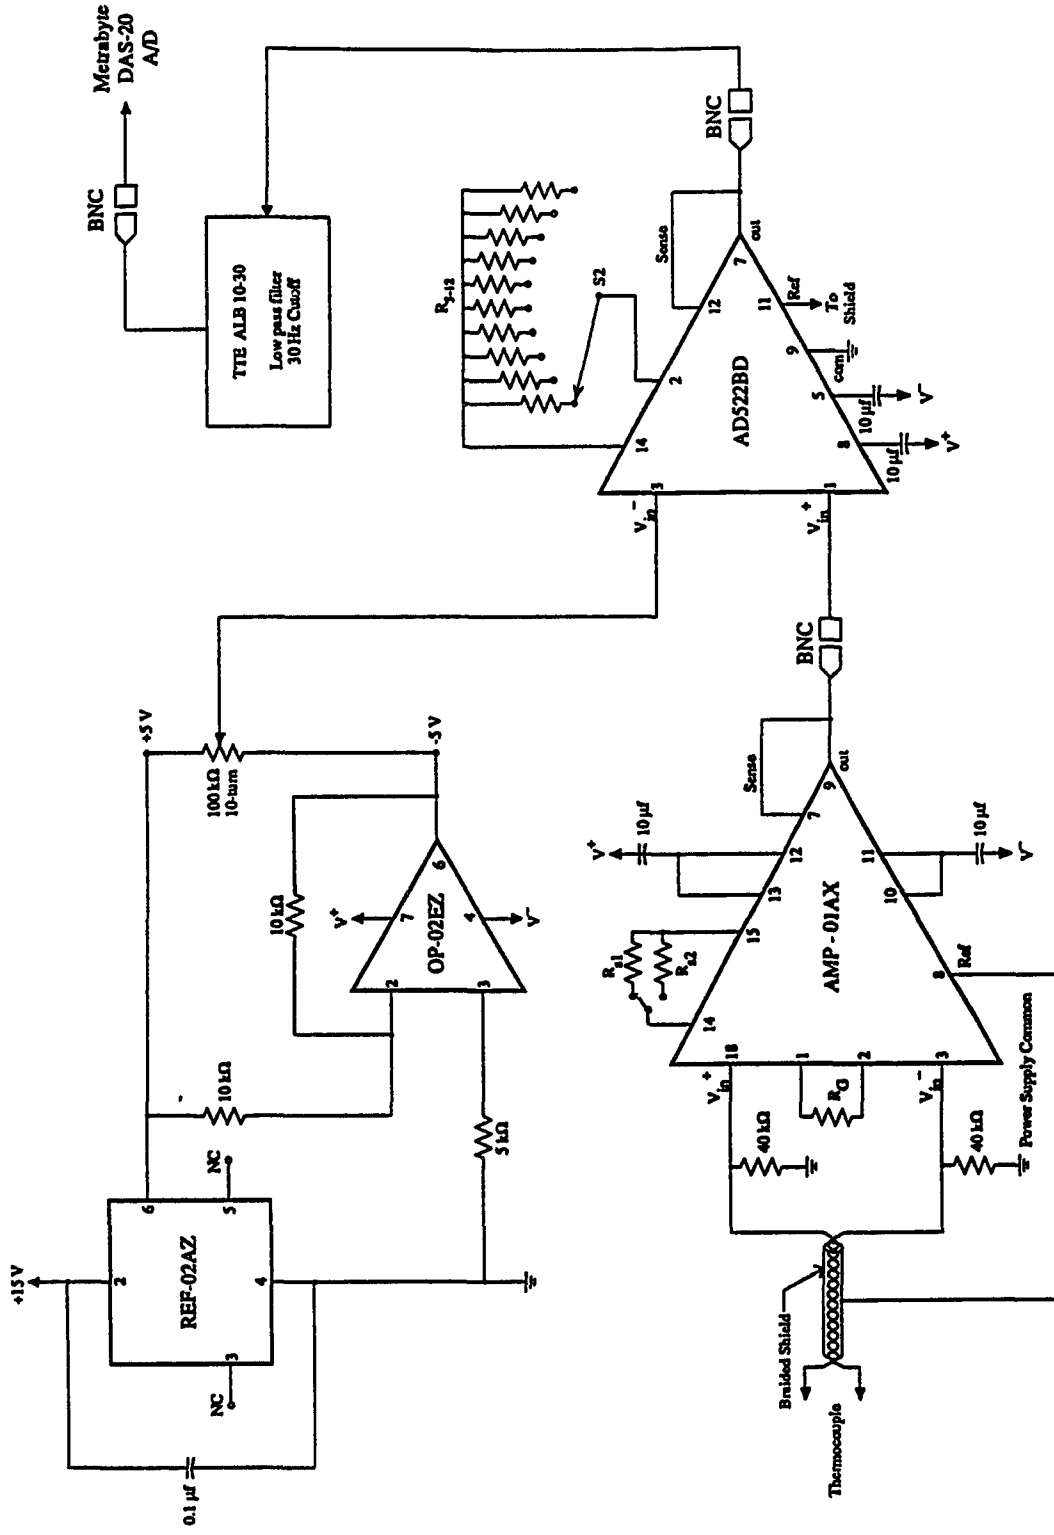 +15V
2
REF-02AZ
3
NC
4
6
5
NC
0.1 µf
10 kΩ
5 kΩ
10 kΩ
2
3
OP-02EZ
V+
7
4
V-
6
+5 V
100 kΩ
10-turn
-5 V
Metrabyte
DAS-20
A/D
BNC
TTE ALB 10-30
Low pass filter
30 Hz Cutoff
R3-12
S2
Sense
14
2
12
7
out
BNC
AD522BD
Vin-
3
Vin+
1
8
10 µf
V+
5
10 µf
V-
9
com
11
Ref
To
Shield
Thermocouple
Braided Shield
40 kΩ
40 kΩ
Power Supply Common
Vin+
18
1
RG
2
Vin-
3
14
Rs1
Rs2
15
13
12
V+
10 µf
7
Sense
9
out
BNC
AMP - 01AX
8
Ref
10
11
10 µf
V-